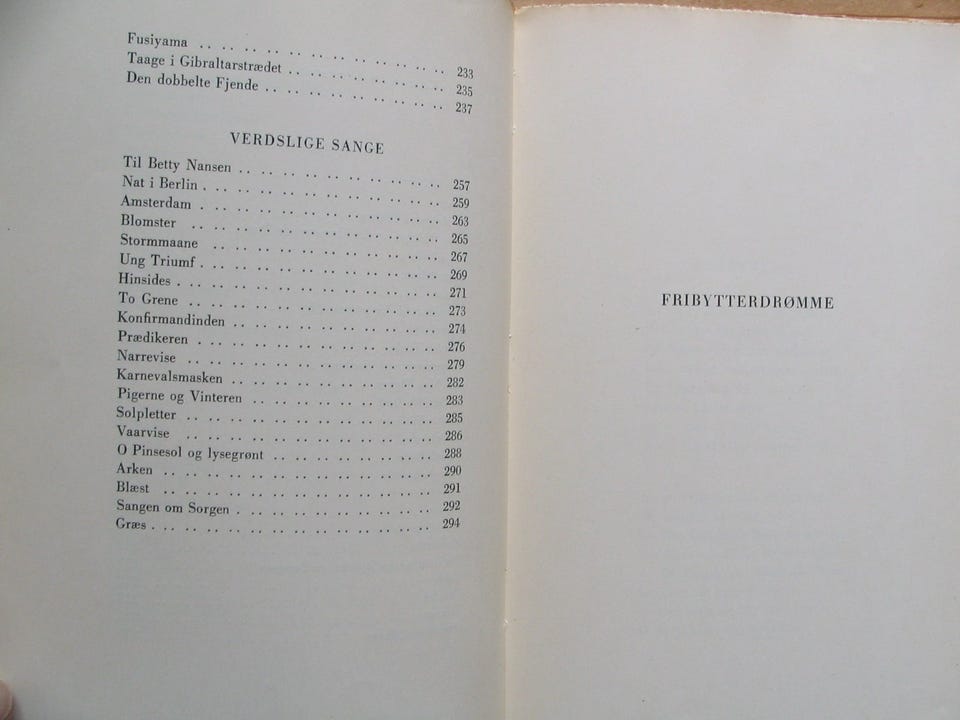 Fusiyama .. .. .. .. .. .. .. .. .. .. .. 233
Taage i Gibraltarstrædet .. .. .. .. .. .. .. 235
Den dobbelte Fjende .. .. .. .. .. .. .. .. 237
VERDSLIGE SANGE
Til Betty Nansen .. .. .. .. .. .. .. .. .. 257
Nat i Berlin . .. .. .. .. .. .. .. .. .. .. 259
Amsterdam . .. .. .. .. .. .. .. .. .. .. 263
Blomster .. .. .. .. .. .. .. .. .. .. .. 265
Stormmaane .. .. .. .. .. .. .. .. .. .. 267
Ung Triumf . .. .. .. .. .. .. .. .. .. .. 269
Hinsides . .. .. .. .. .. .. .. .. .. .. .. 271
To Grene .. .. .. .. .. .. .. .. .. .. .. 273
Konfirmandinden .. .. .. .. .. .. .. .. .. 274
Prædikeren . .. .. .. .. .. .. .. .. .. .. 276
Narrevise .. .. .. .. .. .. .. .. .. .. .. 279
Karnevalsmasken .. .. .. .. .. .. .. .. .. 282
Pigerne og Vinteren .. .. .. .. .. .. .. .. 283
Solpletter .. .. .. .. .. .. .. .. .. .. .. 285
Vaarvise .. .. .. .. .. .. .. .. .. .. .. 286
O Pinsesol og lysegrønt .. .. .. .. .. .. .. 288
Arken .. .. .. .. .. .. .. .. .. .. .. .. 290
Blæst .. .. .. .. .. .. .. .. .. .. .. .. 291
Sangen om Sorgen . .. .. .. .. .. .. .. .. 292
Græs . .. .. .. .. .. .. .. .. .. .. .. .. 294
FRIBYTTERDRØMME